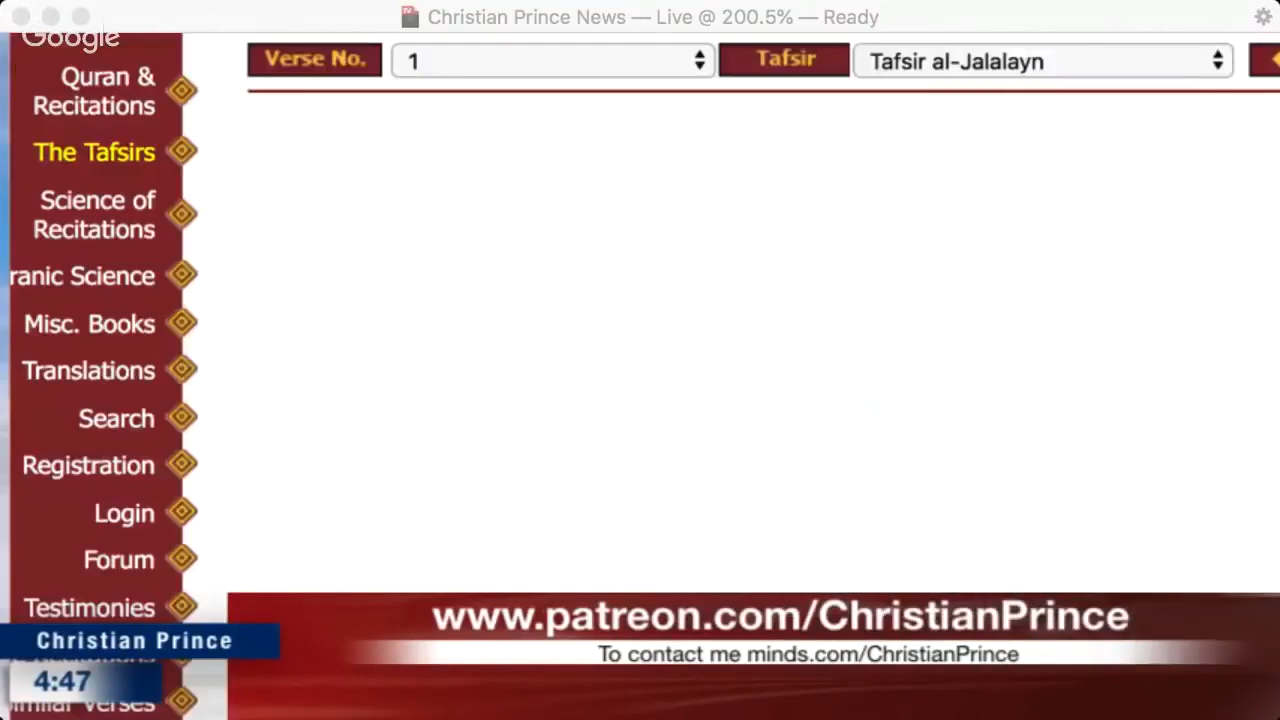 Christian Prince News — Live @ 200.5% — Ready
Google
Verse No.
1
Tafsir
Tafsir al-Jalalayn
Quran &
Recitations
The Tafsirs
Science of
Recitations
ranic Science
Misc. Books
Translations
Search
Registration
Login
Forum
Testimonies
www.patreon.com/ChristianPrince
Christian Prince
To contact me minds.com/ChristianPrince
4:47
Verses